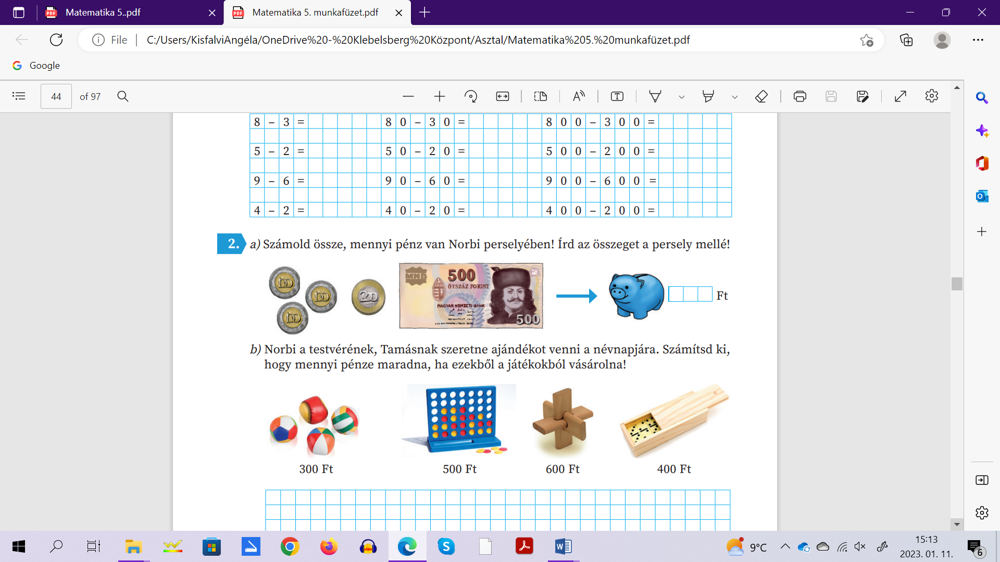 Matematika 5..pdf
Matematika 5. munkafüzet.pdf
File
C:/Users/KisfalviAngéla/OneDrive%20-%20Klebelsberg%20Központ/Asztal/Matematika%205.%20munkafüzet.pdf
Google
44 of 97
8 – 3 = 80 – 30 = 800 – 300 =
5 – 2 = 50 – 20 = 500 – 200 =
9 – 6 = 90 – 60 = 900 – 600 =
4 – 2 = 40 – 20 = 400 – 200 =
2. a) Számold össze, mennyi pénz van Norbi perselyében! Írd az összeget a persely mellé!
100
100
100
200
MNB
500
ÖTSZÁZ FORINT
MAGYAR NEMZETI BANK
500
Ft
b) Norbi a testvérének, Tamásnak szeretne ajándékot venni a névnapjára. Számítsd ki,
hogy mennyi pénze maradna, ha ezekből a játékokból vásárolna!
300 Ft 500 Ft 600 Ft 400 Ft
9°C
15:13
2023. 01. 11.
6